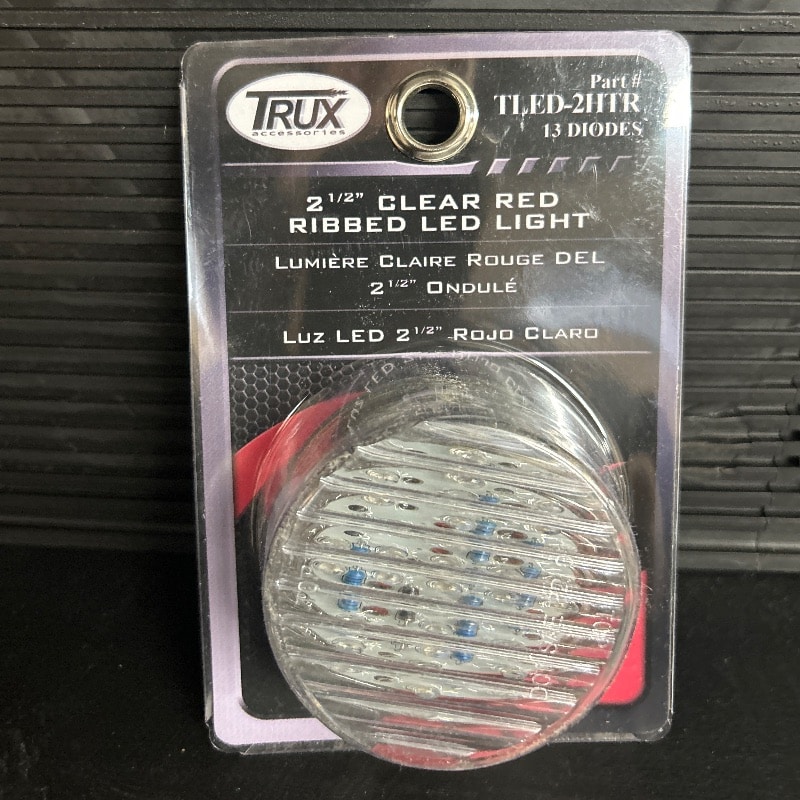 TRUX
accessories
Part #
TLED-2HTR
13 DIODES
2 1/2" CLEAR RED
RIBBED LED LIGHT
LUMIÈRE CLAIRE ROUGE DEL
2 1/2" ONDULÉ
LUZ LED 2 1/2" ROJO CLARO